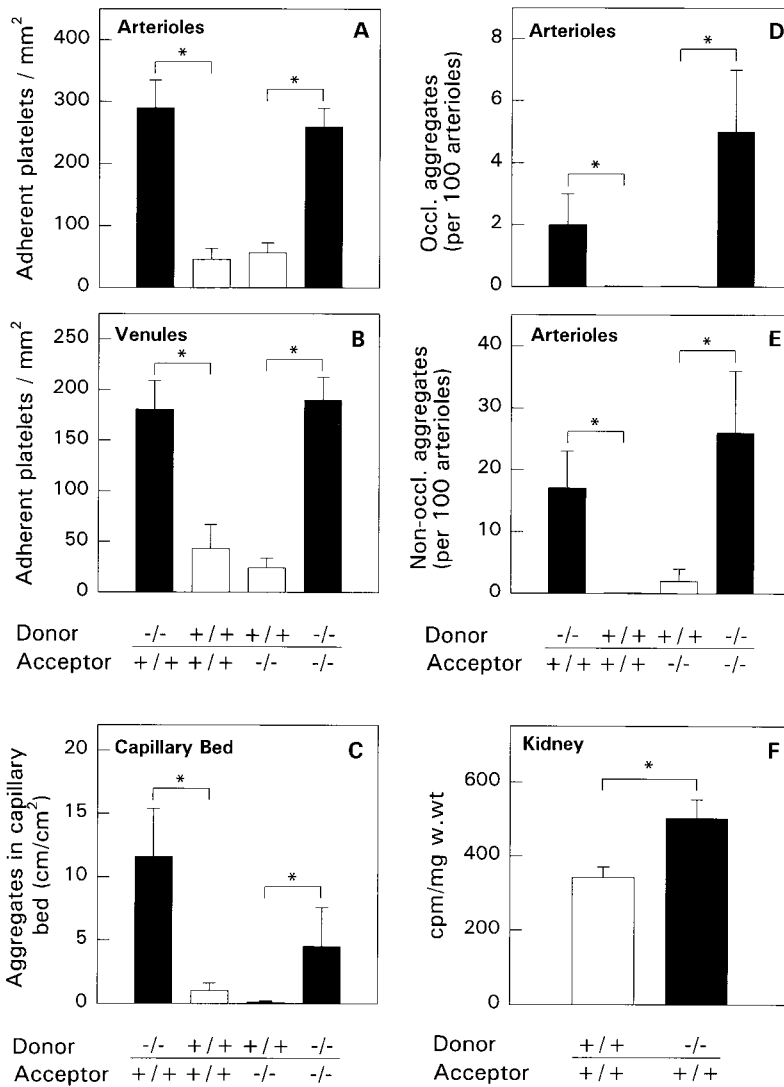 Arterioles A
Adherent platelets / mm²
400
300
200
100
0
*
*
Venules B
Adherent platelets / mm²
250
200
150
100
50
0
*
*
Donor -/- +/+ +/+ -/-
Acceptor +/+ +/+ -/- -/-
Capillary Bed C
Aggregates in capillary
bed (cm/cm²)
20
15
10
5
0
*
*
Donor -/- +/+ +/+ -/-
Acceptor +/+ +/+ -/- -/-
Arterioles D
Occl. aggregates
(per 100 arterioles)
8
6
4
2
0
*
*
Arterioles E
Non-occl. aggregates
(per 100 arterioles)
40
30
20
10
0
*
*
Donor -/- +/+ +/+ -/-
Acceptor +/+ +/+ -/- -/-
Kidney F
cpm/mg w.wt
600
400
200
0
*
Donor +/+ -/-
Acceptor +/+ +/+